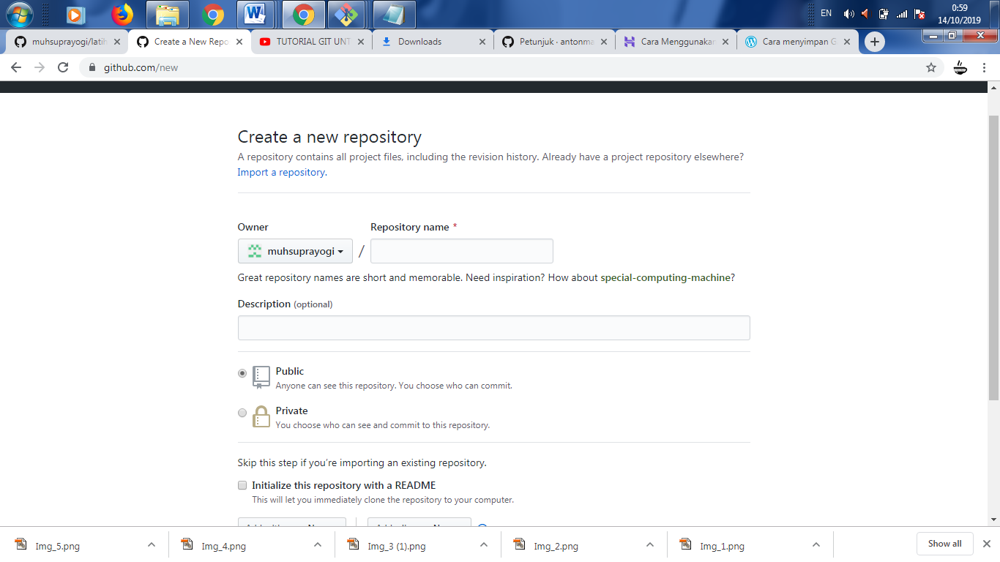 EN
0:59
14/10/2019
muhsuprayogi/latih
Create a New Repo
TUTORIAL GIT UNT
Downloads
Petunjuk · antonma
Cara Menggunakan
Cara menyimpan G
github.com/new
Create a new repository
A repository contains all project files, including the revision history. Already have a project repository elsewhere?
Import a repository.
Owner
Repository name *
muhsuprayogi
/
Great repository names are short and memorable. Need inspiration? How about special-computing-machine?
Description (optional)
Public
Anyone can see this repository. You choose who can commit.
Private
You choose who can see and commit to this repository.
Skip this step if you're importing an existing repository.
Initialize this repository with a README
This will let you immediately clone the repository to your computer.
Img_5.png
Img_4.png
Img_3 (1).png
Img_2.png
Img_1.png
Show all